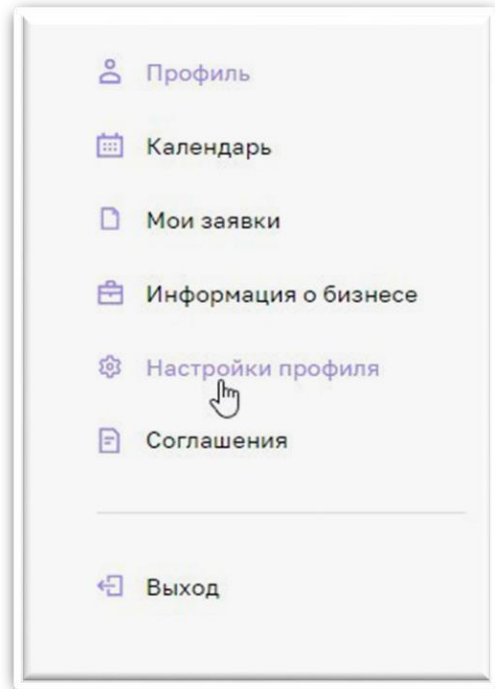 Профиль
Календарь
Мои заявки
Информация о бизнесе
Настройки профиля
Соглашения
Выход